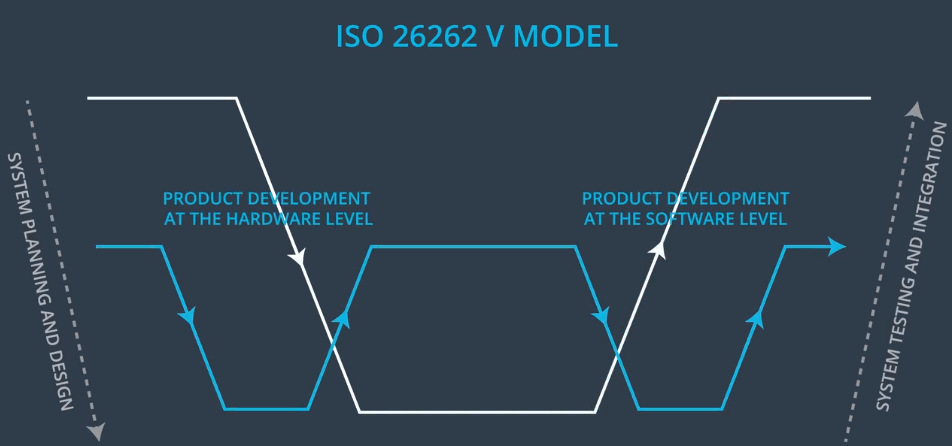 ISO 26262 V MODEL
SYSTEM PLANNING AND DESIGN
PRODUCT DEVELOPMENT
AT THE HARDWARE LEVEL
PRODUCT DEVELOPMENT
AT THE SOFTWARE LEVEL
SYSTEM TESTING AND INTEGRATION